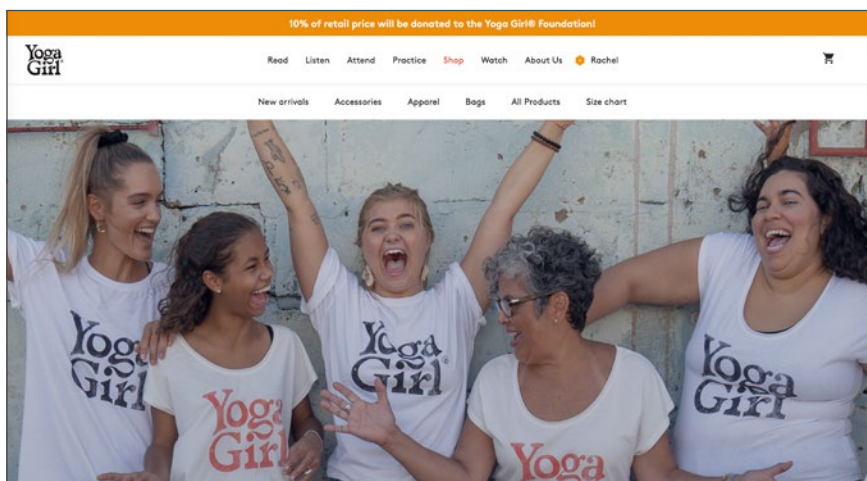 10% of retail price will be donated to the Yoga Girl® Foundation!
Yoga
Girl®
Read Listen Attend Practice Shop Watch About Us Rachel
New arrivals Accessories Apparel Bags All Products Size chart
Yoga
Girl
Yoga
Girl
Yoga
Girl®
Yoga
Yoga
Girl